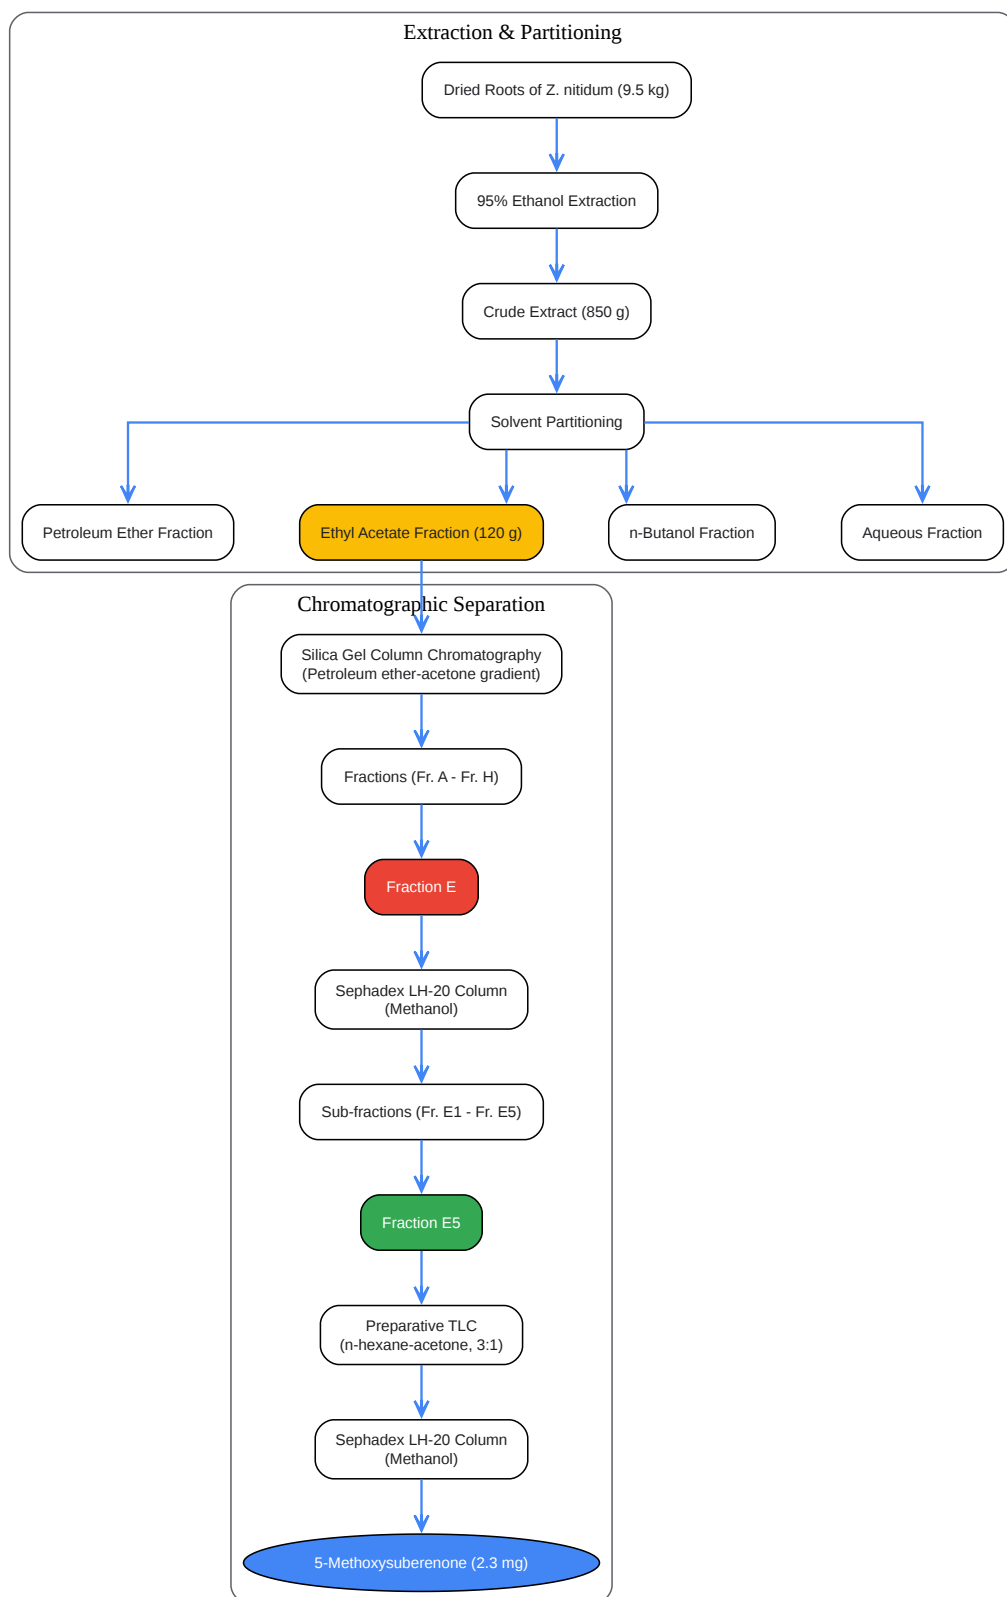 Extraction & Partitioning
Dried Roots of Z. nitidum (9.5 kg)
95% Ethanol Extraction
Crude Extract (850 g)
Solvent Partitioning
Petroleum Ether Fraction
Ethyl Acetate Fraction (120 g)
n-Butanol Fraction
Aqueous Fraction
Chromatographic Separation
Silica Gel Column Chromatography
(Petroleum ether-acetone gradient)
Fractions (Fr. A - Fr. H)
Fraction E
Sephadex LH-20 Column
(Methanol)
Sub-fractions (Fr. E1 - Fr. E5)
Fraction E5
Preparative TLC
(n-hexane-acetone, 3:1)
Sephadex LH-20 Column
(Methanol)
5-Methoxysuberenone (2.3 mg)